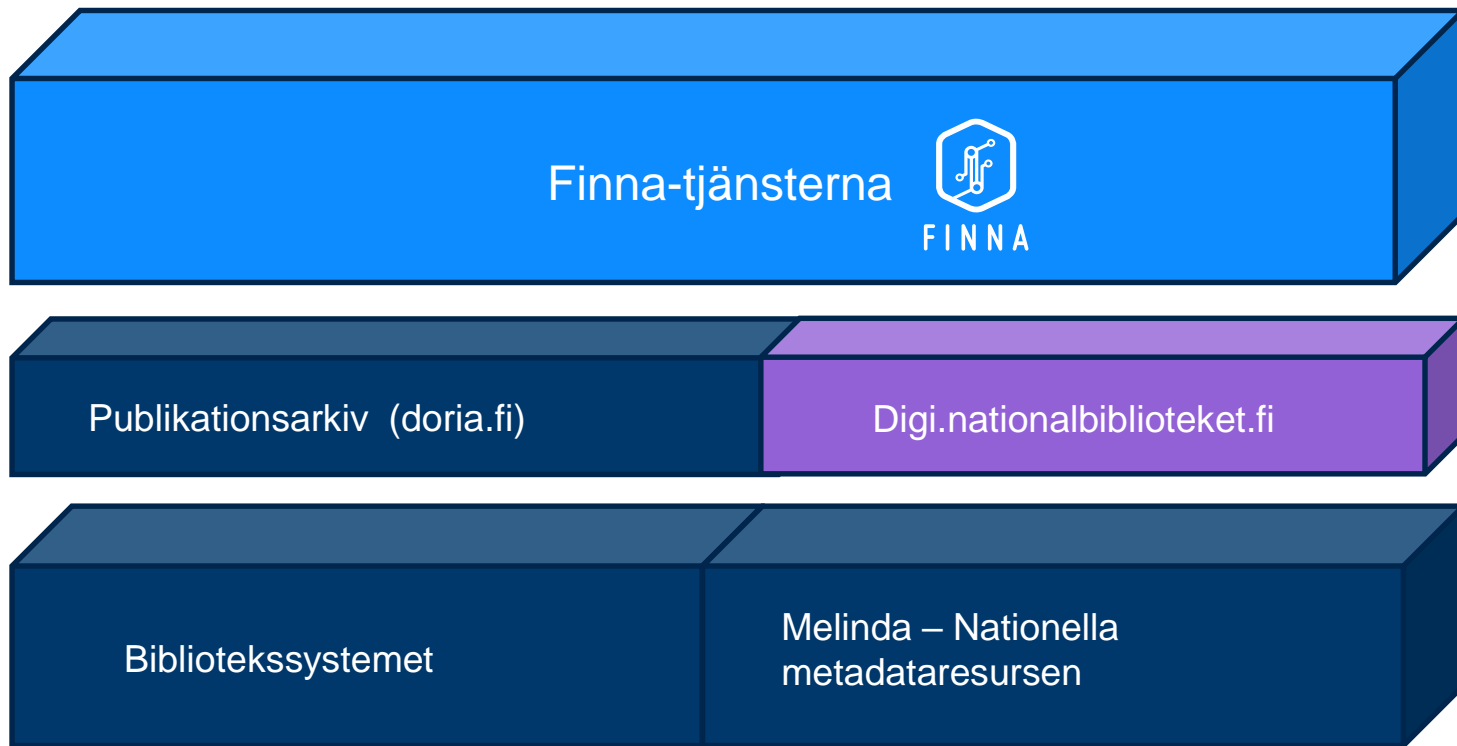 Finna-tjänsterna
FINNA
Publikationsarkiv (doria.fi)
Digi.nationalbiblioteket.fi
Bibliotekssystemet
Melinda – Nationella
metadataresursen